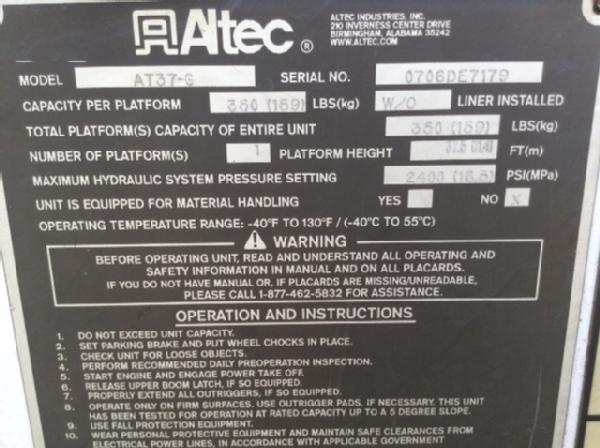 Altec®
ALTEC INDUSTRIES, INC.
210 INVERNESS CENTER DRIVE
BIRMINGHAM, ALABAMA 35242
WWW.ALTEC.COM
MODEL AT37-G SERIAL NO. 0706DE7179
CAPACITY PER PLATFORM 350 (159) LBS(kg) W/O LINER INSTALLED
TOTAL PLATFORM(S) CAPACITY OF ENTIRE UNIT 350 (159) LBS(kg)
NUMBER OF PLATFORM(S) 1 PLATFORM HEIGHT 37.5 (11.4) FT(m)
MAXIMUM HYDRAULIC SYSTEM PRESSURE SETTING 2400 (16.5) PSI(MPa)
UNIT IS EQUIPPED FOR MATERIAL HANDLING YES NO X
OPERATING TEMPERATURE RANGE: -40°F TO 130°F / (-40°C TO 55°C)
WARNING
BEFORE OPERATING UNIT, READ AND UNDERSTAND ALL OPERATING AND
SAFETY INFORMATION IN MANUAL AND ON ALL PLACARDS.
IF YOU DO NOT HAVE MANUAL OR, IF PLACARDS ARE MISSING/UNREADABLE,
PLEASE CALL 1-877-462-5832 FOR ASSISTANCE.
OPERATION AND INSTRUCTIONS
1. DO NOT EXCEED UNIT CAPACITY.
2. SET PARKING BRAKE AND PUT WHEEL CHOCKS IN PLACE.
3. CHECK UNIT FOR LOOSE OBJECTS.
4. PERFORM RECOMMENDED DAILY PREOPERATION INSPECTION.
5. START ENGINE AND ENGAGE POWER TAKE OFF.
6. RELEASE UPPER BOOM LATCH, IF SO EQUIPPED.
7. PROPERLY EXTEND ALL OUTRIGGERS, IF SO EQUIPPED.
8. OPERATE ONLY ON FIRM SURFACES. USE OUTRIGGER PADS, IF NECESSARY. THIS UNIT
HAS BEEN TESTED FOR OPERATION AT RATED CAPACITY UP TO A 5 DEGREE SLOPE.
9. USE FALL PROTECTION EQUIPMENT.
10. WEAR PERSONAL PROTECTIVE EQUIPMENT AND MAINTAIN SAFE CLEARANCES FROM
ELECTRICAL POWER LINES, IN ACCORDANCE WITH APPLICABLE GOVERNMENT